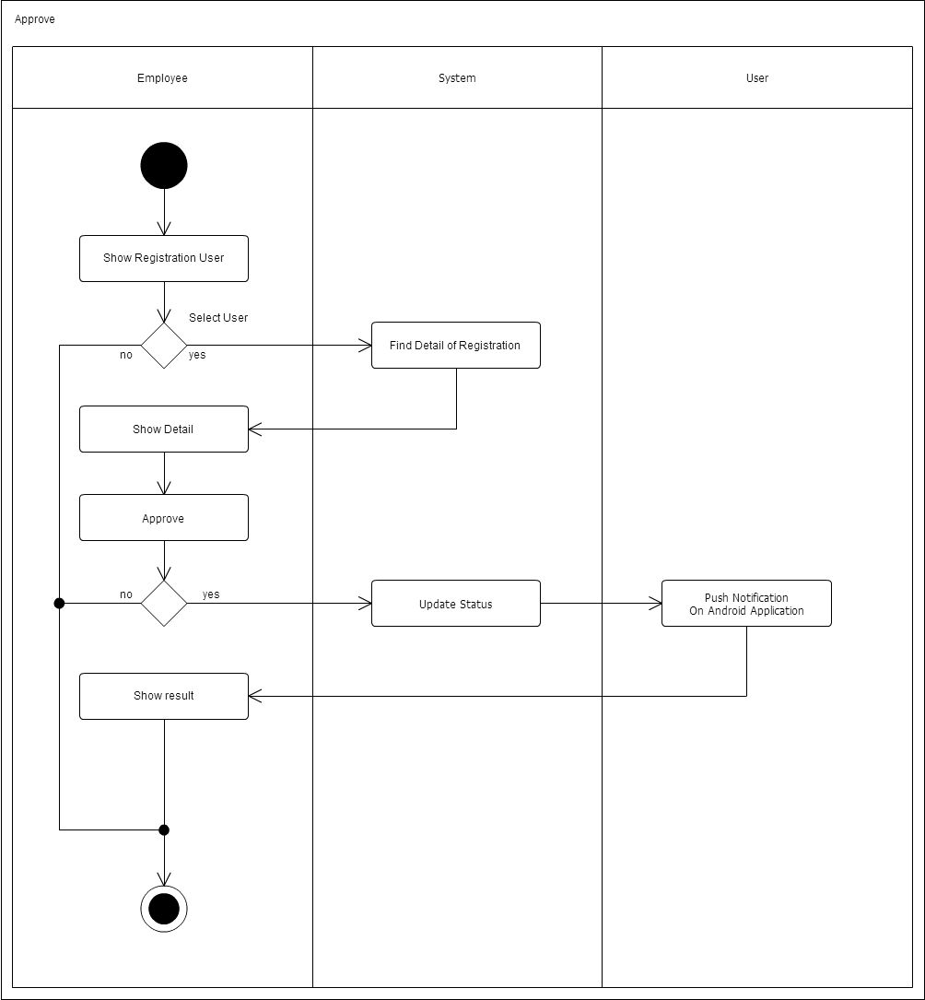 Approve
Employee
System
User
Show Registration User
Select User
no
yes
Find Detail of Registration
Show Detail
Approve
no
yes
Update Status
Push Notification
On Android Application
Show result